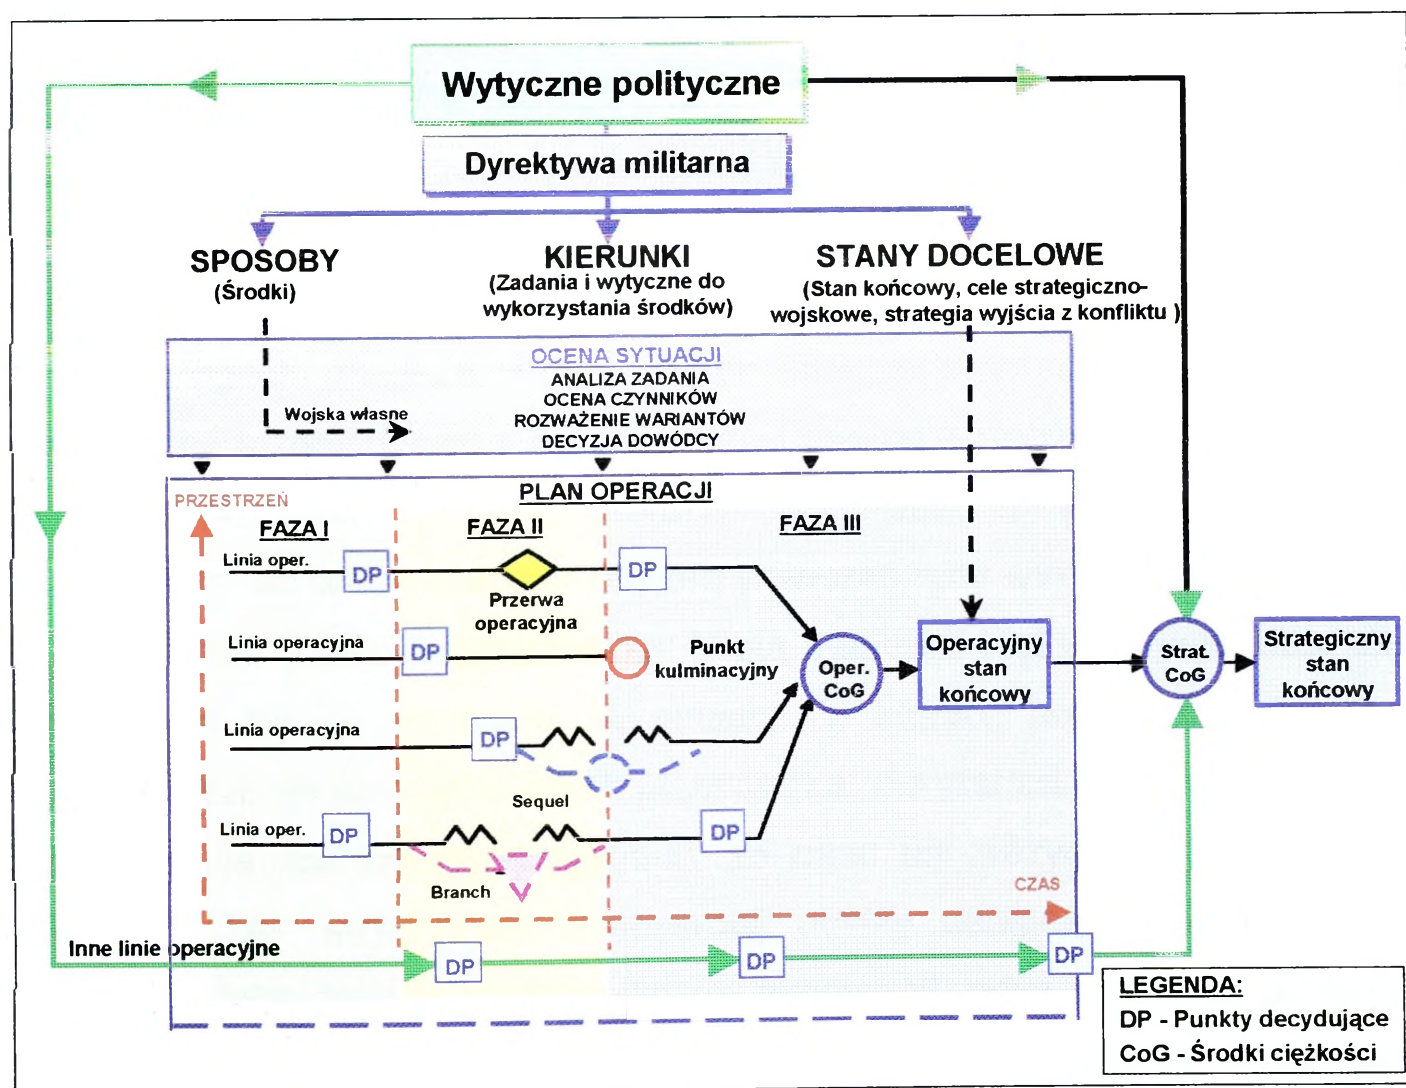 Wytyczne polityczne
Dyrektywa militarna
SPOSOBY
(Środki)
KIERUNKI
(Zadania i wytyczne do
wykorzystania środków)
STANY DOCELOWE
(Stan końcowy, cele strategiczno-
wojskowe, strategia wyjścia z konfliktu )
OCENA SYTUACJI
ANALIZA ZADANIA
OCENA CZYNNIKÓW
ROZWAŻENIE WARIANTÓW
DECYZJA DOWÓDCY
Wojska własne
PLAN OPERACJI
PRZESTRZEŃ
FAZA I
FAZA II
FAZA III
Linia oper.
DP
DP
Przerwa
operacyjna
Linia operacyjna
DP
Punkt
kulminacyjny
Oper.
CoG
Operacyjny
stan
końcowy
Strat.
CoG
Strategiczny
stan
końcowy
Linia operacyjna
DP
Sequel
Linia oper.
DP
DP
Branch
CZAS
Inne linie operacyjne
DP
DP
DP
LEGENDA:
DP - Punkty decydujące
CoG - Środki ciężkości